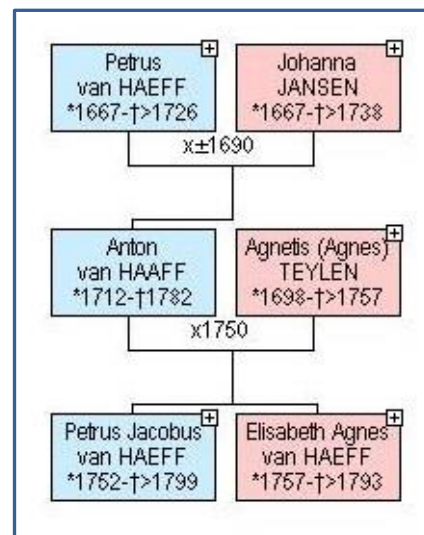 Petrus
van HAEFF
*1667-†>1726
Johanna
JANSEN
*1667-†>1738
x±1690
Anton
van HAAFF
*1712-†1782
Agnetis (Agnes)
TEYLEN
*1698-†>1757
x1750
Petrus Jacobus
van HAEFF
*1752-†>1799
Elisabeth Agnes
van HAEFF
*1757-†>1793